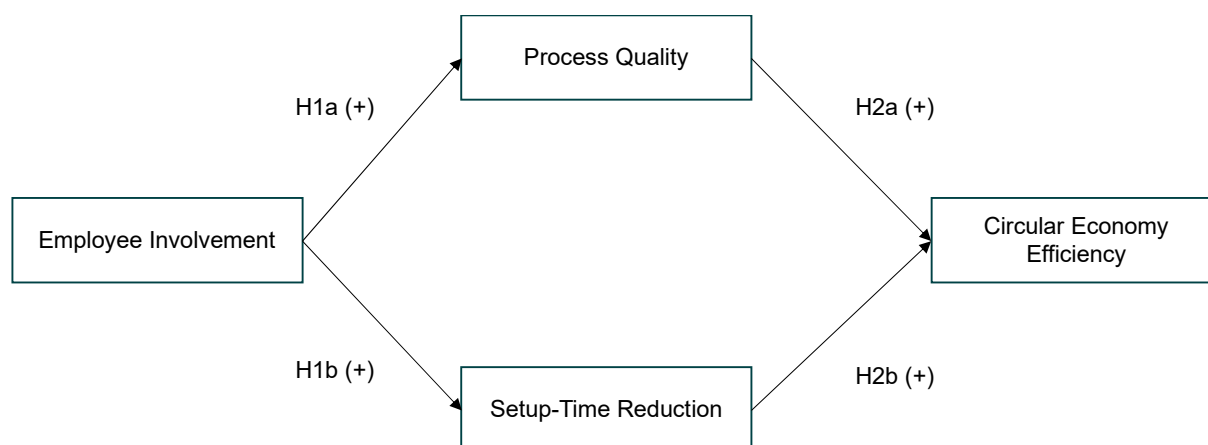 Process Quality
H1a (+)
H2a (+)
Employee Involvement
Circular Economy
Efficiency
H1b (+)
H2b (+)
Setup-Time Reduction